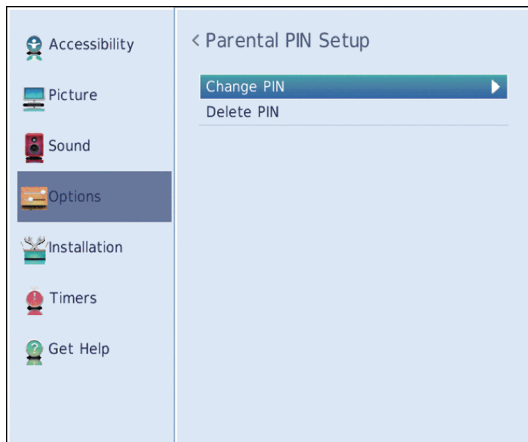 Accessibility
Picture
Sound
Options
Installation
Timers
Get Help
< Parental PIN Setup
Change PIN
Delete PIN